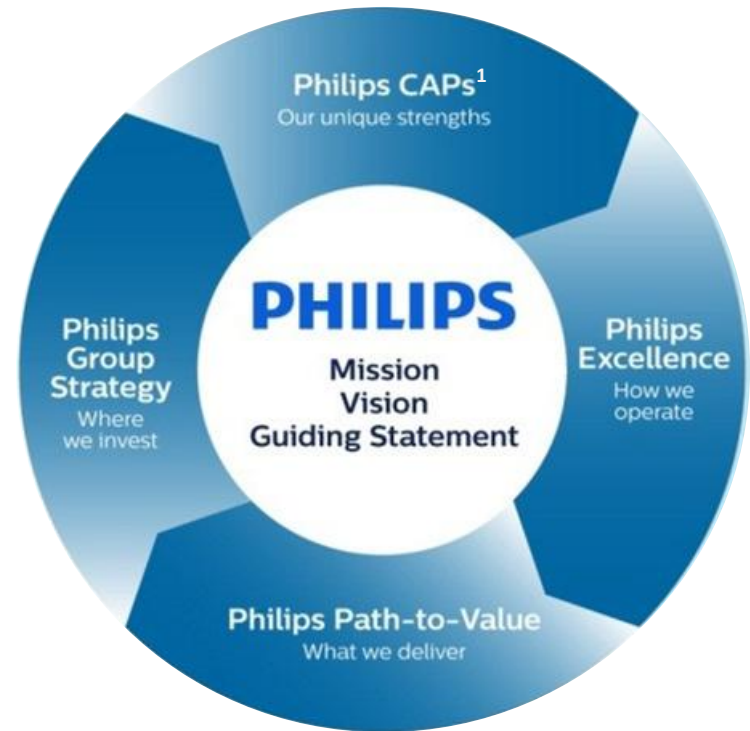 Philips CAPs¹
Our unique strengths
Philips
Excellence
How we
operate
Philips Path-to-Value
What we deliver
Philips
Group
Strategy
Where
we invest
PHILIPS
Mission
Vision
Guiding Statement